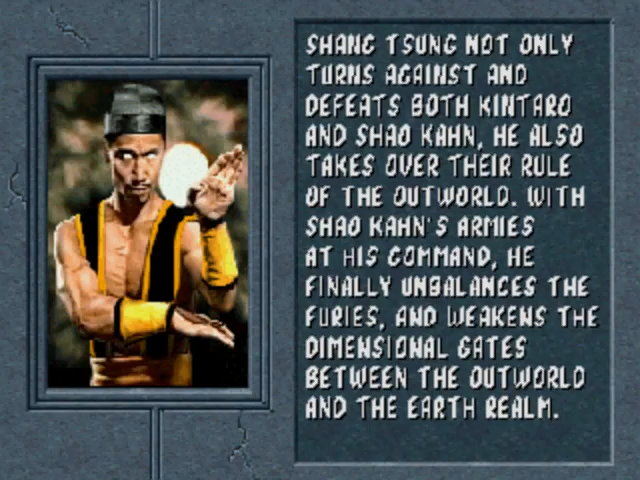 SHANG TSUNG NOT ONLY
TURNS AGAINST AND
DEFEATS BOTH KINTARO
AND SHAO KAHN, HE ALSO
TAKES OVER THEIR RULE
OF THE OUTWORLD. WITH
SHAO KAHN'S ARMIES
AT HIS COMMAND, HE
FINALLY UNBALANCES THE
FURIES, AND WEAKENS THE
DIMENSIONAL GATES
BETWEEN THE OUTWORLD
AND THE EARTH REALM.